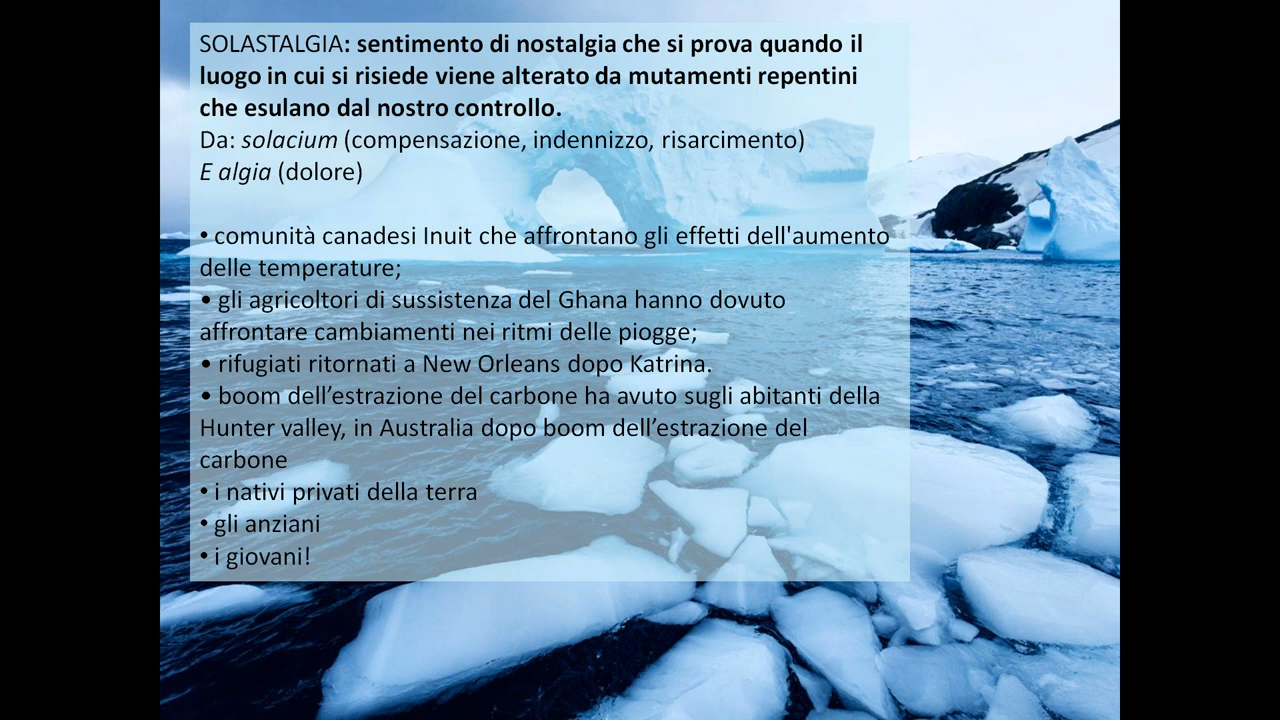 SOLASTALGIA: sentimento di nostalgia che si prova quando il
luogo in cui si risiede viene alterato da mutamenti repentini
che esulano dal nostro controllo.
Da: solacium (compensazione, indennizzo, risarcimento)
E algia (dolore)
• comunità canadesi Inuit che affrontano gli effetti dell'aumento
delle temperature;
• gli agricoltori di sussistenza del Ghana hanno dovuto
affrontare cambiamenti nei ritmi delle piogge;
• rifugiati ritornati a New Orleans dopo Katrina.
• boom dell’estrazione del carbone ha avuto sugli abitanti della
Hunter valley, in Australia dopo boom dell’estrazione del
carbone
• i nativi privati della terra
• gli anziani
• i giovani!